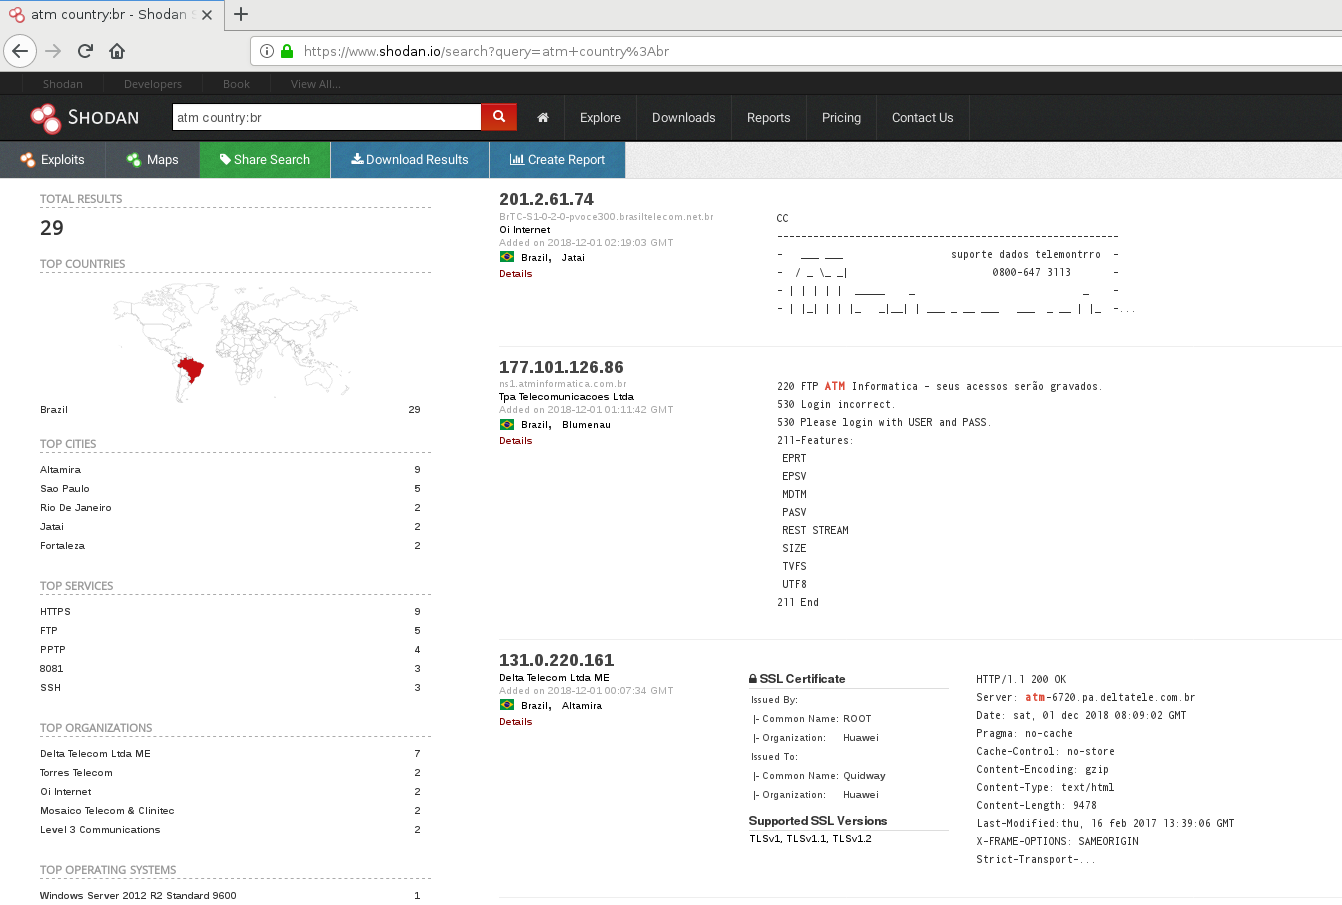 atm country:br - Shodan S
https://www.shodan.io/search?query=atm+country%3Abr
Shodan Developers Book View All...
SHODAN atm country:br Explore Downloads Reports Pricing Contact Us
Exploits Maps Share Search Download Results Create Report
TOTAL RESULTS
29
TOP COUNTRIES
Brazil 29
TOP CITIES
Altamira 9
Sao Paulo 5
Rio De Janeiro 2
Jatai 2
Fortaleza 2
TOP SERVICES
HTTPS 9
FTP 5
PPTP 4
8081 3
SSH 3
TOP ORGANIZATIONS
Delta Telecom Ltda ME 7
Torres Telecom 2
Oi Internet 2
Mosaico Telecom & Clinitec 2
Level 3 Communications 2
TOP OPERATING SYSTEMS
Windows Server 2012 R2 Standard 9600 1
201.2.61.74
BrTC-S1-0-2-0-pvoce300.brasiltelecom.net.br
Oi Internet
Added on 2018-12-01 02:19:03 GMT
Brazil, Jatai
Details
CC
---------------------------------------------------------
-   ___ ___                  suporte dados telemontrro  -
-  / _ \_ _|                        0800-647 3113       -
- | | | | |  _____    _                            _    -
- | |_| | | |_   _|__| | ___ _ __ ___   ___  _ __ | |_  -...
177.101.126.86
ns1.atminformatica.com.br
Tpa Telecomunicacoes Ltda
Added on 2018-12-01 01:11:42 GMT
Brazil, Blumenau
Details
220 FTP ATM Informatica - seus acessos serão gravados.
530 Login incorrect.
530 Please login with USER and PASS.
211-Features:
EPRT
EPSV
MDTM
PASV
REST STREAM
SIZE
TVFS
UTF8
211 End
131.0.220.161
Delta Telecom Ltda ME
Added on 2018-12-01 00:07:34 GMT
Brazil, Altamira
Details
SSL Certificate
Issued By:
|- Common Name: ROOT
|- Organization: Huawei
Issued To:
|- Common Name: Quidway
|- Organization: Huawei
Supported SSL Versions
TLSv1, TLSv1.1, TLSv1.2
HTTP/1.1 200 OK
Server: atm-6720.pa.deltatele.com.br
Date: sat, 01 dec 2018 08:09:02 GMT
Pragma: no-cache
Cache-Control: no-store
Content-Encoding: gzip
Content-Type: text/html
Content-Length: 9478
Last-Modified:thu, 16 feb 2017 13:39:06 GMT
X-FRAME-OPTIONS: SAMEORIGIN
Strict-Transport-...